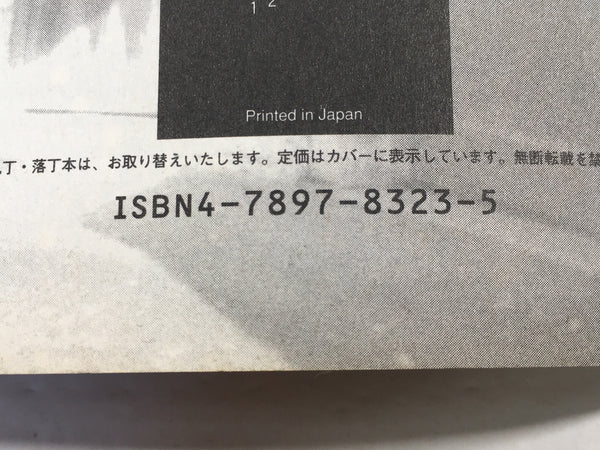 1 2
Printed in Japan
丁・落丁本は、お取り替えいたします。定価はカバーに表示しています。無断転載を禁
ISBN4-7897-8323-5